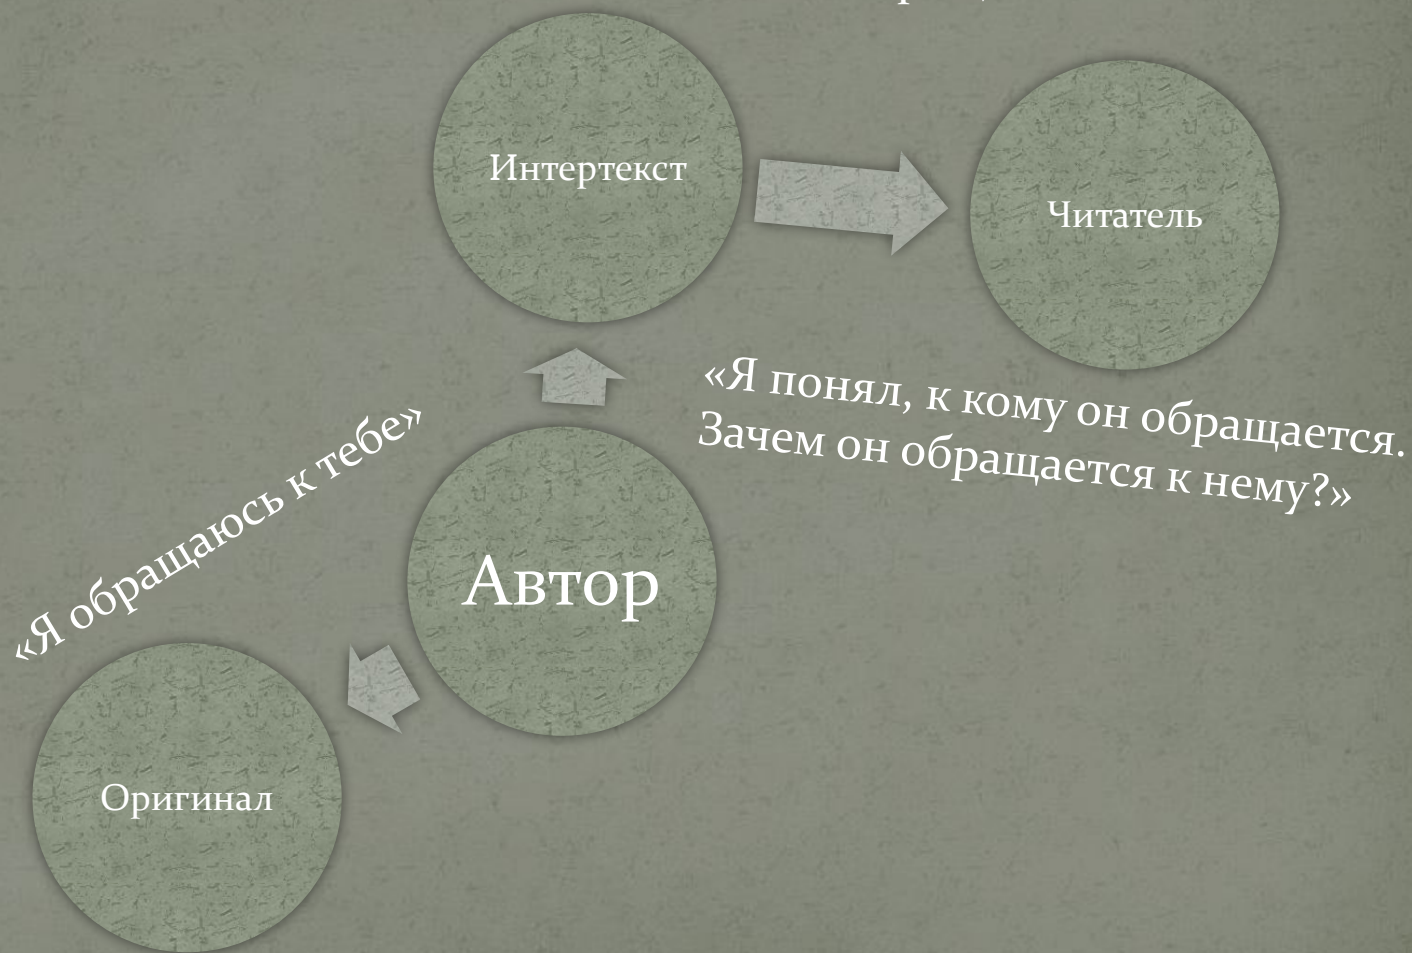 Интертекст
Читатель
«Я понял, к кому он обращается.
Зачем он обращается к нему?»
«Я обращаюсь к тебе»
Автор
Оригинал